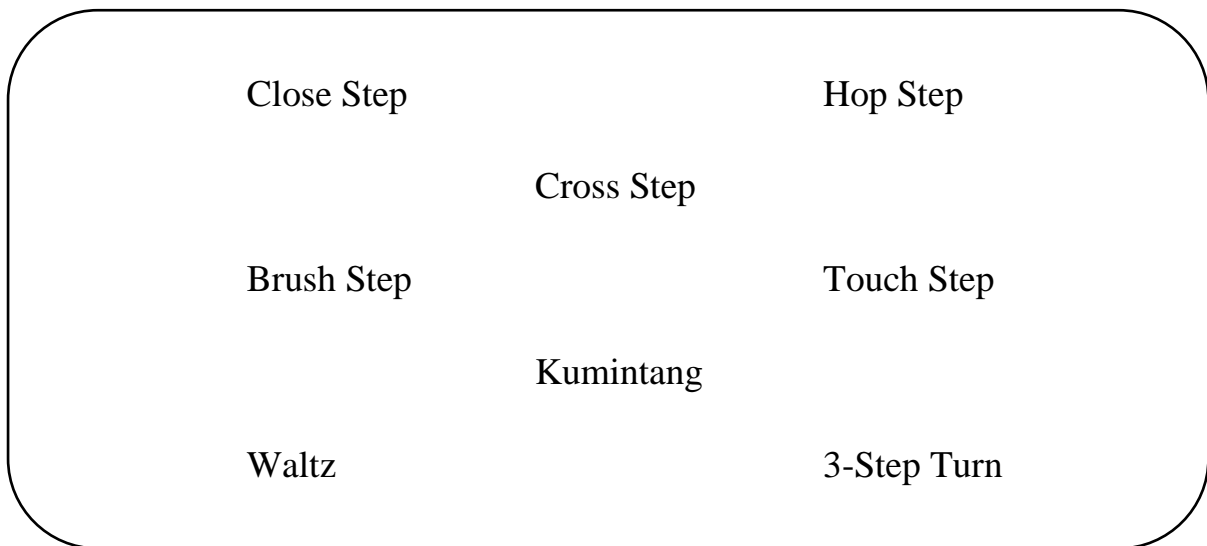 Close Step Hop Step
Cross Step
Brush Step Touch Step
Kumintang
Waltz 3-Step Turn